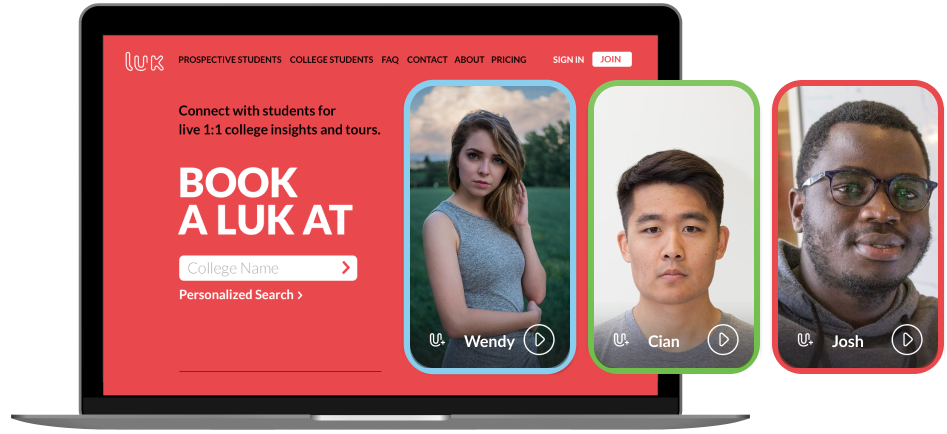 LUK
PROSPECTIVE STUDENTS COLLEGE STUDENTS FAQ CONTACT ABOUT PRICING SIGN IN JOIN
Connect with students for
live 1:1 college insights and tours.
BOOK
A LUK AT
College Name
Personalized Search >
U+ Wendy
U+ Cian
U+ Josh